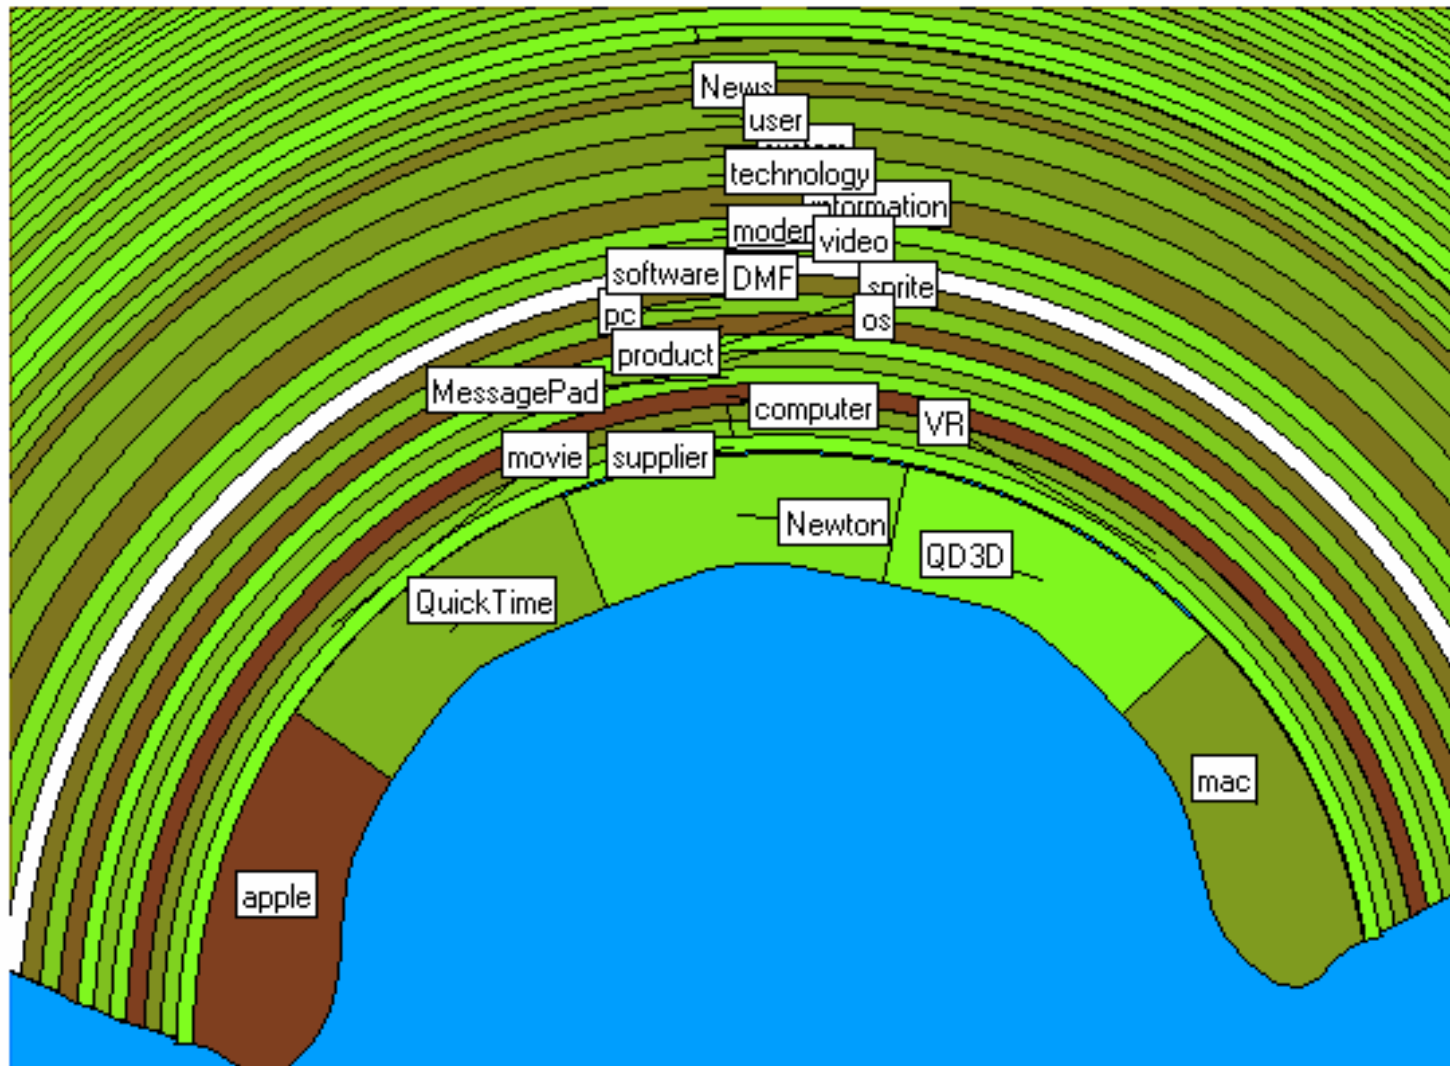 News
user
technology
information
video
software
DMF
sprite
pc
os
product
MessagePad
computer
VR
movie
supplier
Newton
QD3D
QuickTime
mac
apple